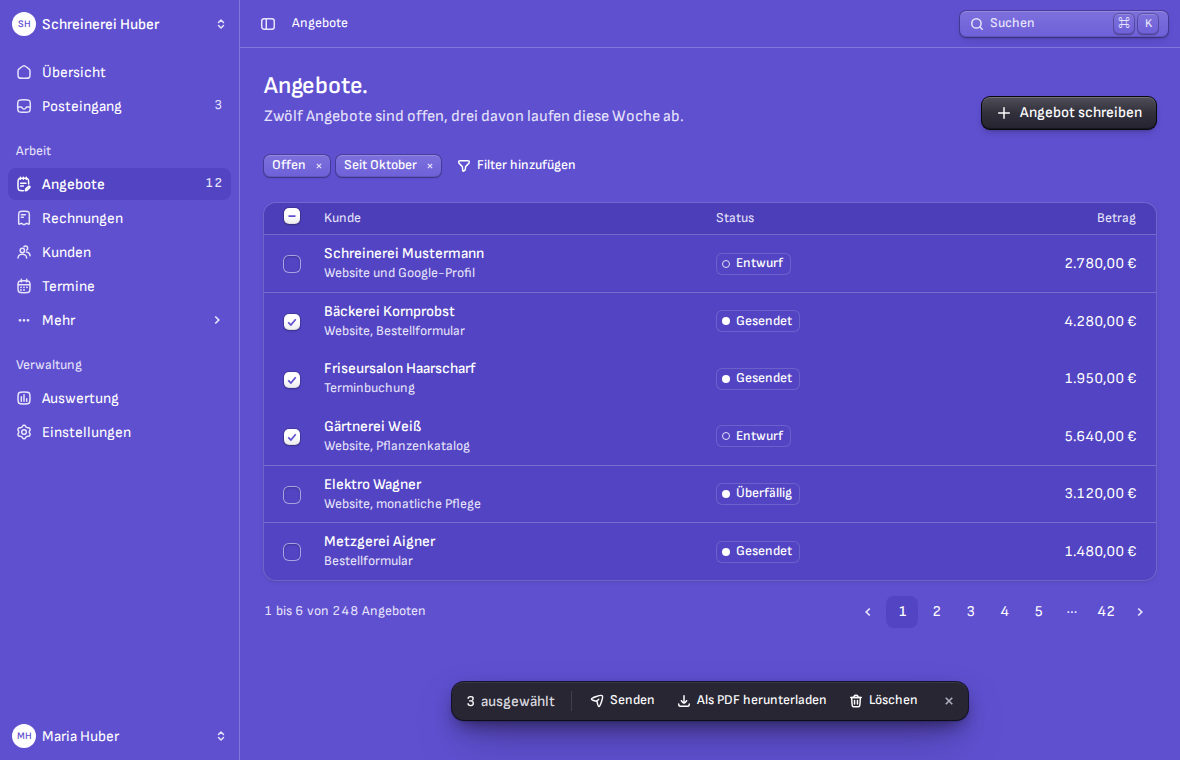 SH Schreinerei Huber
Übersicht
Posteingang 3
Arbeit
Angebote 12
Rechnungen
Kunden
Termine
Mehr
Verwaltung
Auswertung
Einstellungen
MH Maria Huber
Angebote
Suchen ⌘ K
Angebote.
Zwölf Angebote sind offen, drei davon laufen diese Woche ab.
Angebot schreiben
Offen × Seit Oktober × Filter hinzufügen
Kunde Status Betrag
Schreinerei Mustermann
Website und Google-Profil
Entwurf 2.780,00 €
Bäckerei Kornprobst
Website, Bestellformular
Gesendet 4.280,00 €
Friseursalon Haarscharf
Terminbuchung
Gesendet 1.950,00 €
Gärtnerei Weiß
Website, Pflanzenkatalog
Entwurf 5.640,00 €
Elektro Wagner
Website, monatliche Pflege
Überfällig 3.120,00 €
Metzgerei Aigner
Bestellformular
Gesendet 1.480,00 €
1 bis 6 von 248 Angeboten
1 2 3 4 5 ··· 42
3 ausgewählt Senden Als PDF herunterladen Löschen ×